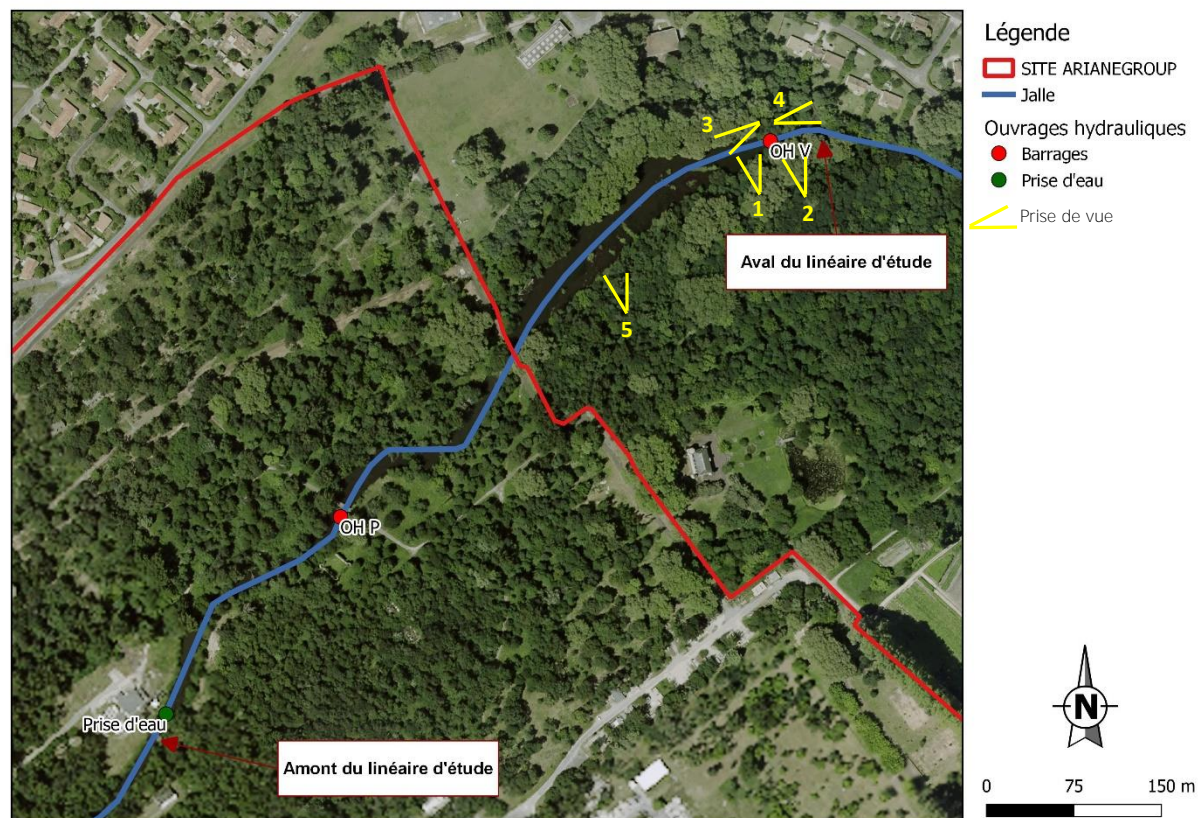 3
4
OH V
1
2
Aval du linéaire d'étude
5
OH P
Prise d'eau
Amont du linéaire d'étude
Légende
SITE ARIANEGROUP
Jalle
Ouvrages hydrauliques
Barrages
Prise d'eau
Prise de vue
N
0 75 150 m